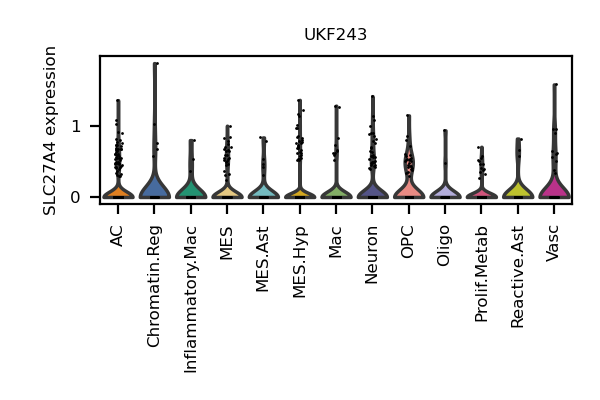 UKF243
SLC27A4 expression
1
0
AC
Chromatin.Reg
Inflammatory.Mac
MES
MES.Ast
MES.Hyp
Mac
Neuron
OPC
Oligo
Prolif.Metab
Reactive.Ast
Vasc